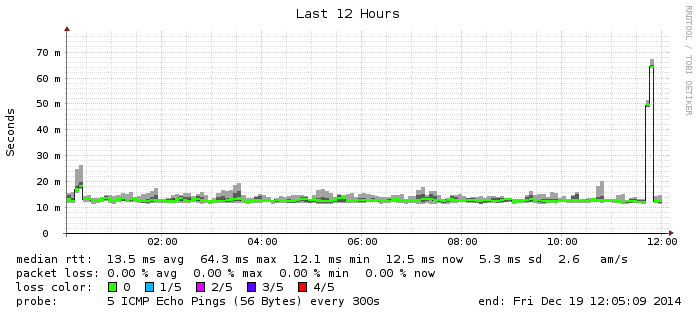 Last 12 Hours
RRDTOOL / TOBI OETIKER
Seconds
70 m
60 m
50 m
40 m
30 m
20 m
10 m
0
02:00 04:00 06:00 08:00 10:00 12:00
median rtt: 13.5 ms avg 64.3 ms max 12.1 ms min 12.5 ms now 5.3 ms sd 2.6 am/s
packet loss: 0.00 % avg 0.00 % max 0.00 % min 0.00 % now
loss color: 0 1/5 2/5 3/5 4/5
probe: 5 ICMP Echo Pings (56 Bytes) every 300s end: Fri Dec 19 12:05:09 2014